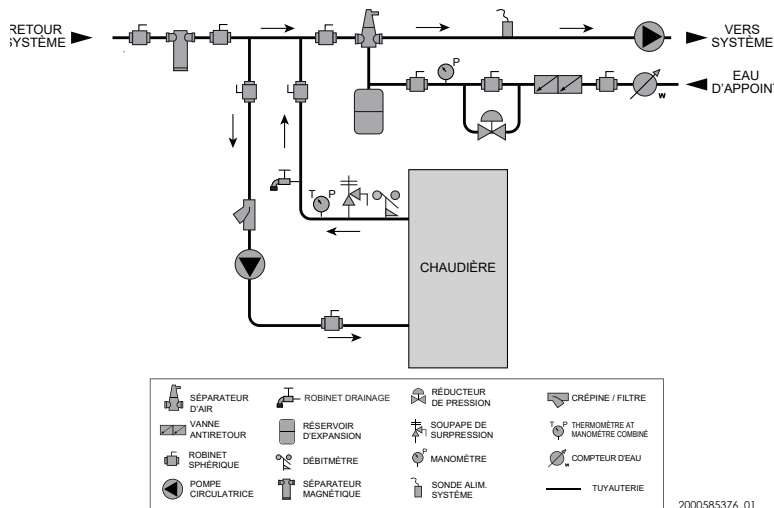 RETOUR
SYSTÈME
VERS
SYSTÈME
P
EAU
D'APPOINT
w
T
P
CHAUDIÈRE
SÉPARATEUR
D'AIR
ROBINET DRAINAGE
RÉDUCTEUR
DE PRESSION
CRÉPINE / FILTRE
VANNE
ANTIRETOUR
RÉSERVOIR
D'EXPANSION
SOUPAPE DE
SURPRESSION
T
P
THERMOMÈTRE AT
MANOMÈTRE COMBINÉ
ROBINET
SPHÉRIQUE
DÉBITMÈTRE
P
MANOMÈTRE
w
COMPTEUR D'EAU
POMPE
CIRCULATRICE
SÉPARATEUR
MAGNÉTIQUE
SONDE ALIM.
SYSTÈME
TUYAUTERIE
2000585376_01